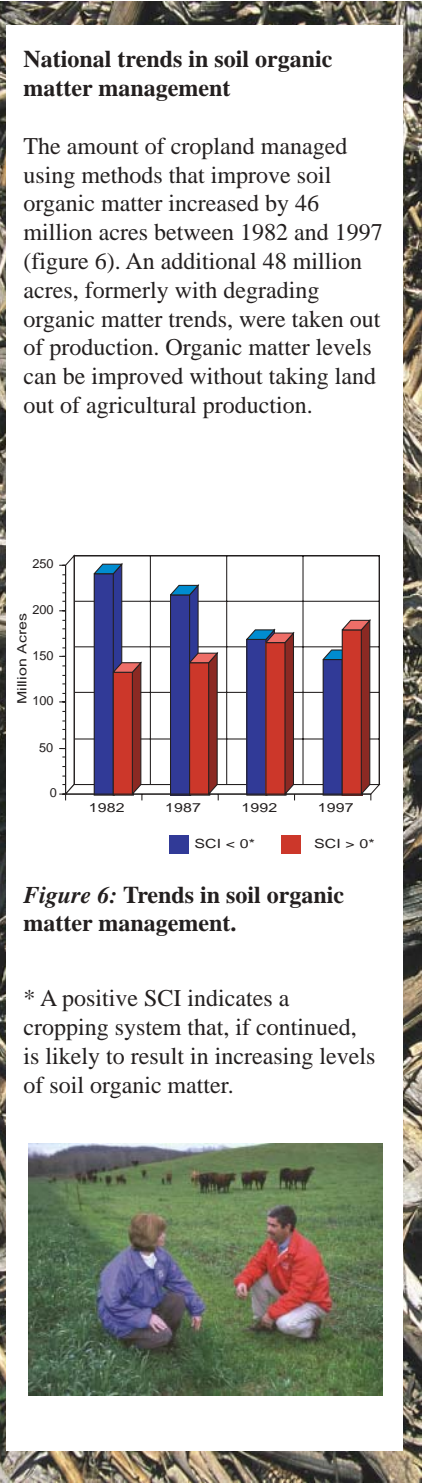 National trends in soil organic
matter management
The amount of cropland managed
using methods that improve soil
organic matter increased by 46
million acres between 1982 and 1997
(figure 6). An additional 48 million
acres, formerly with degrading
organic matter trends, were taken out
of production. Organic matter levels
can be improved without taking land
out of agricultural production.
Million Acres
250
200
150
100
50
0
1982 1987 1992 1997
SCI < 0* SCI > 0*
Figure 6: Trends in soil organic
matter management.
* A positive SCI indicates a
cropping system that, if continued,
is likely to result in increasing levels
of soil organic matter.